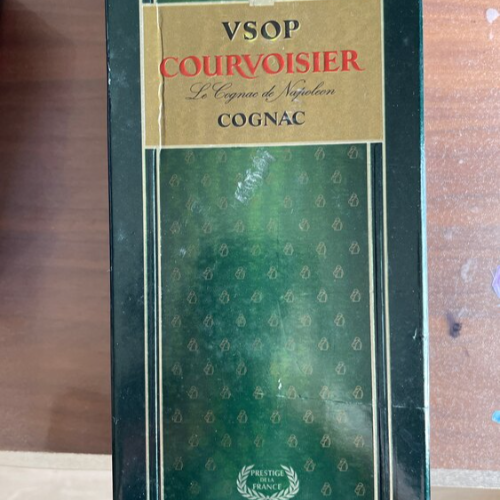 VSOP
COURVOISIER
Le Cognac de Napoleon
COGNAC
PRESTIGE
DE LA
FRANCE